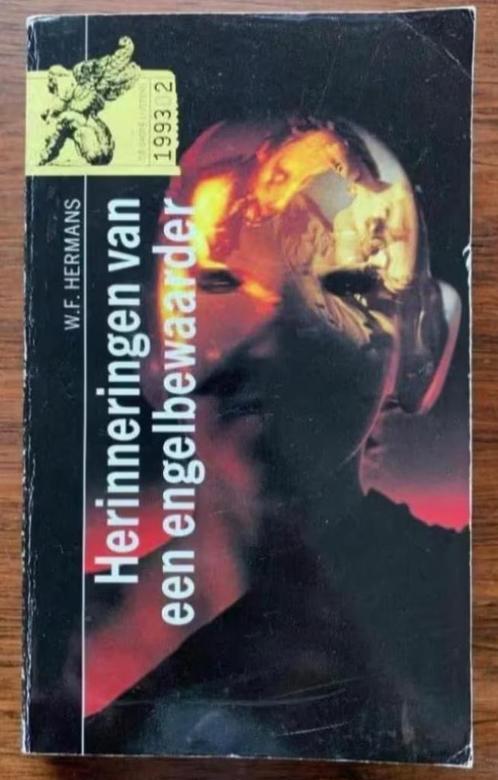 1993 2
W.F. HERMANS
Herinneringen van
een engelbewaarder